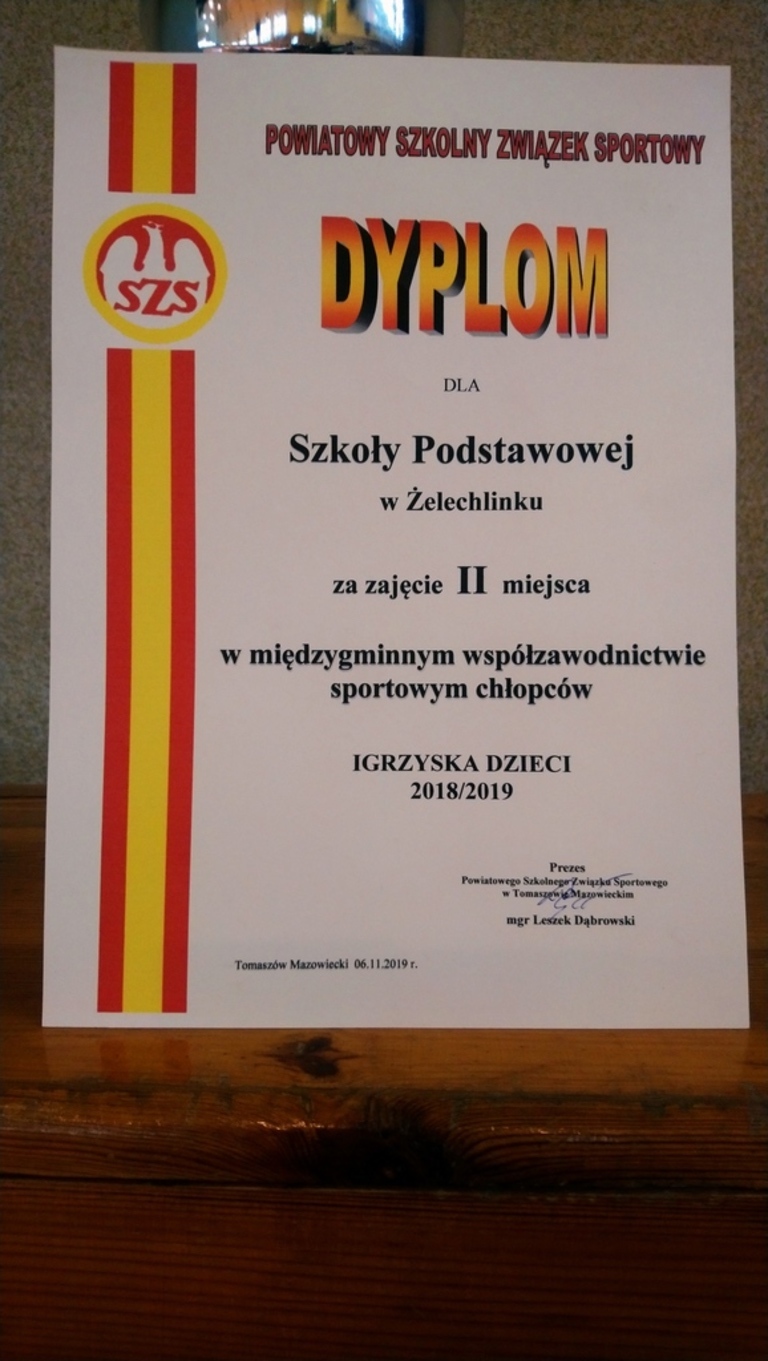 POWIATOWY SZKOLNY ZWIĄZEK SPORTOWY
SZS
DYPLOM
DLA
Szkoły Podstawowej
w Żelechlinku
za zajęcie II miejsca
w międzygminnym współzawodnictwie
sportowym chłopców
IGRZYSKA DZIECI
2018/2019
Prezes
Powiatowego Szkolnego Związku Sportowego
w Tomaszowie Mazowieckim
mgr Leszek Dąbrowski
Tomaszów Mazowiecki 06.11.2019 r.